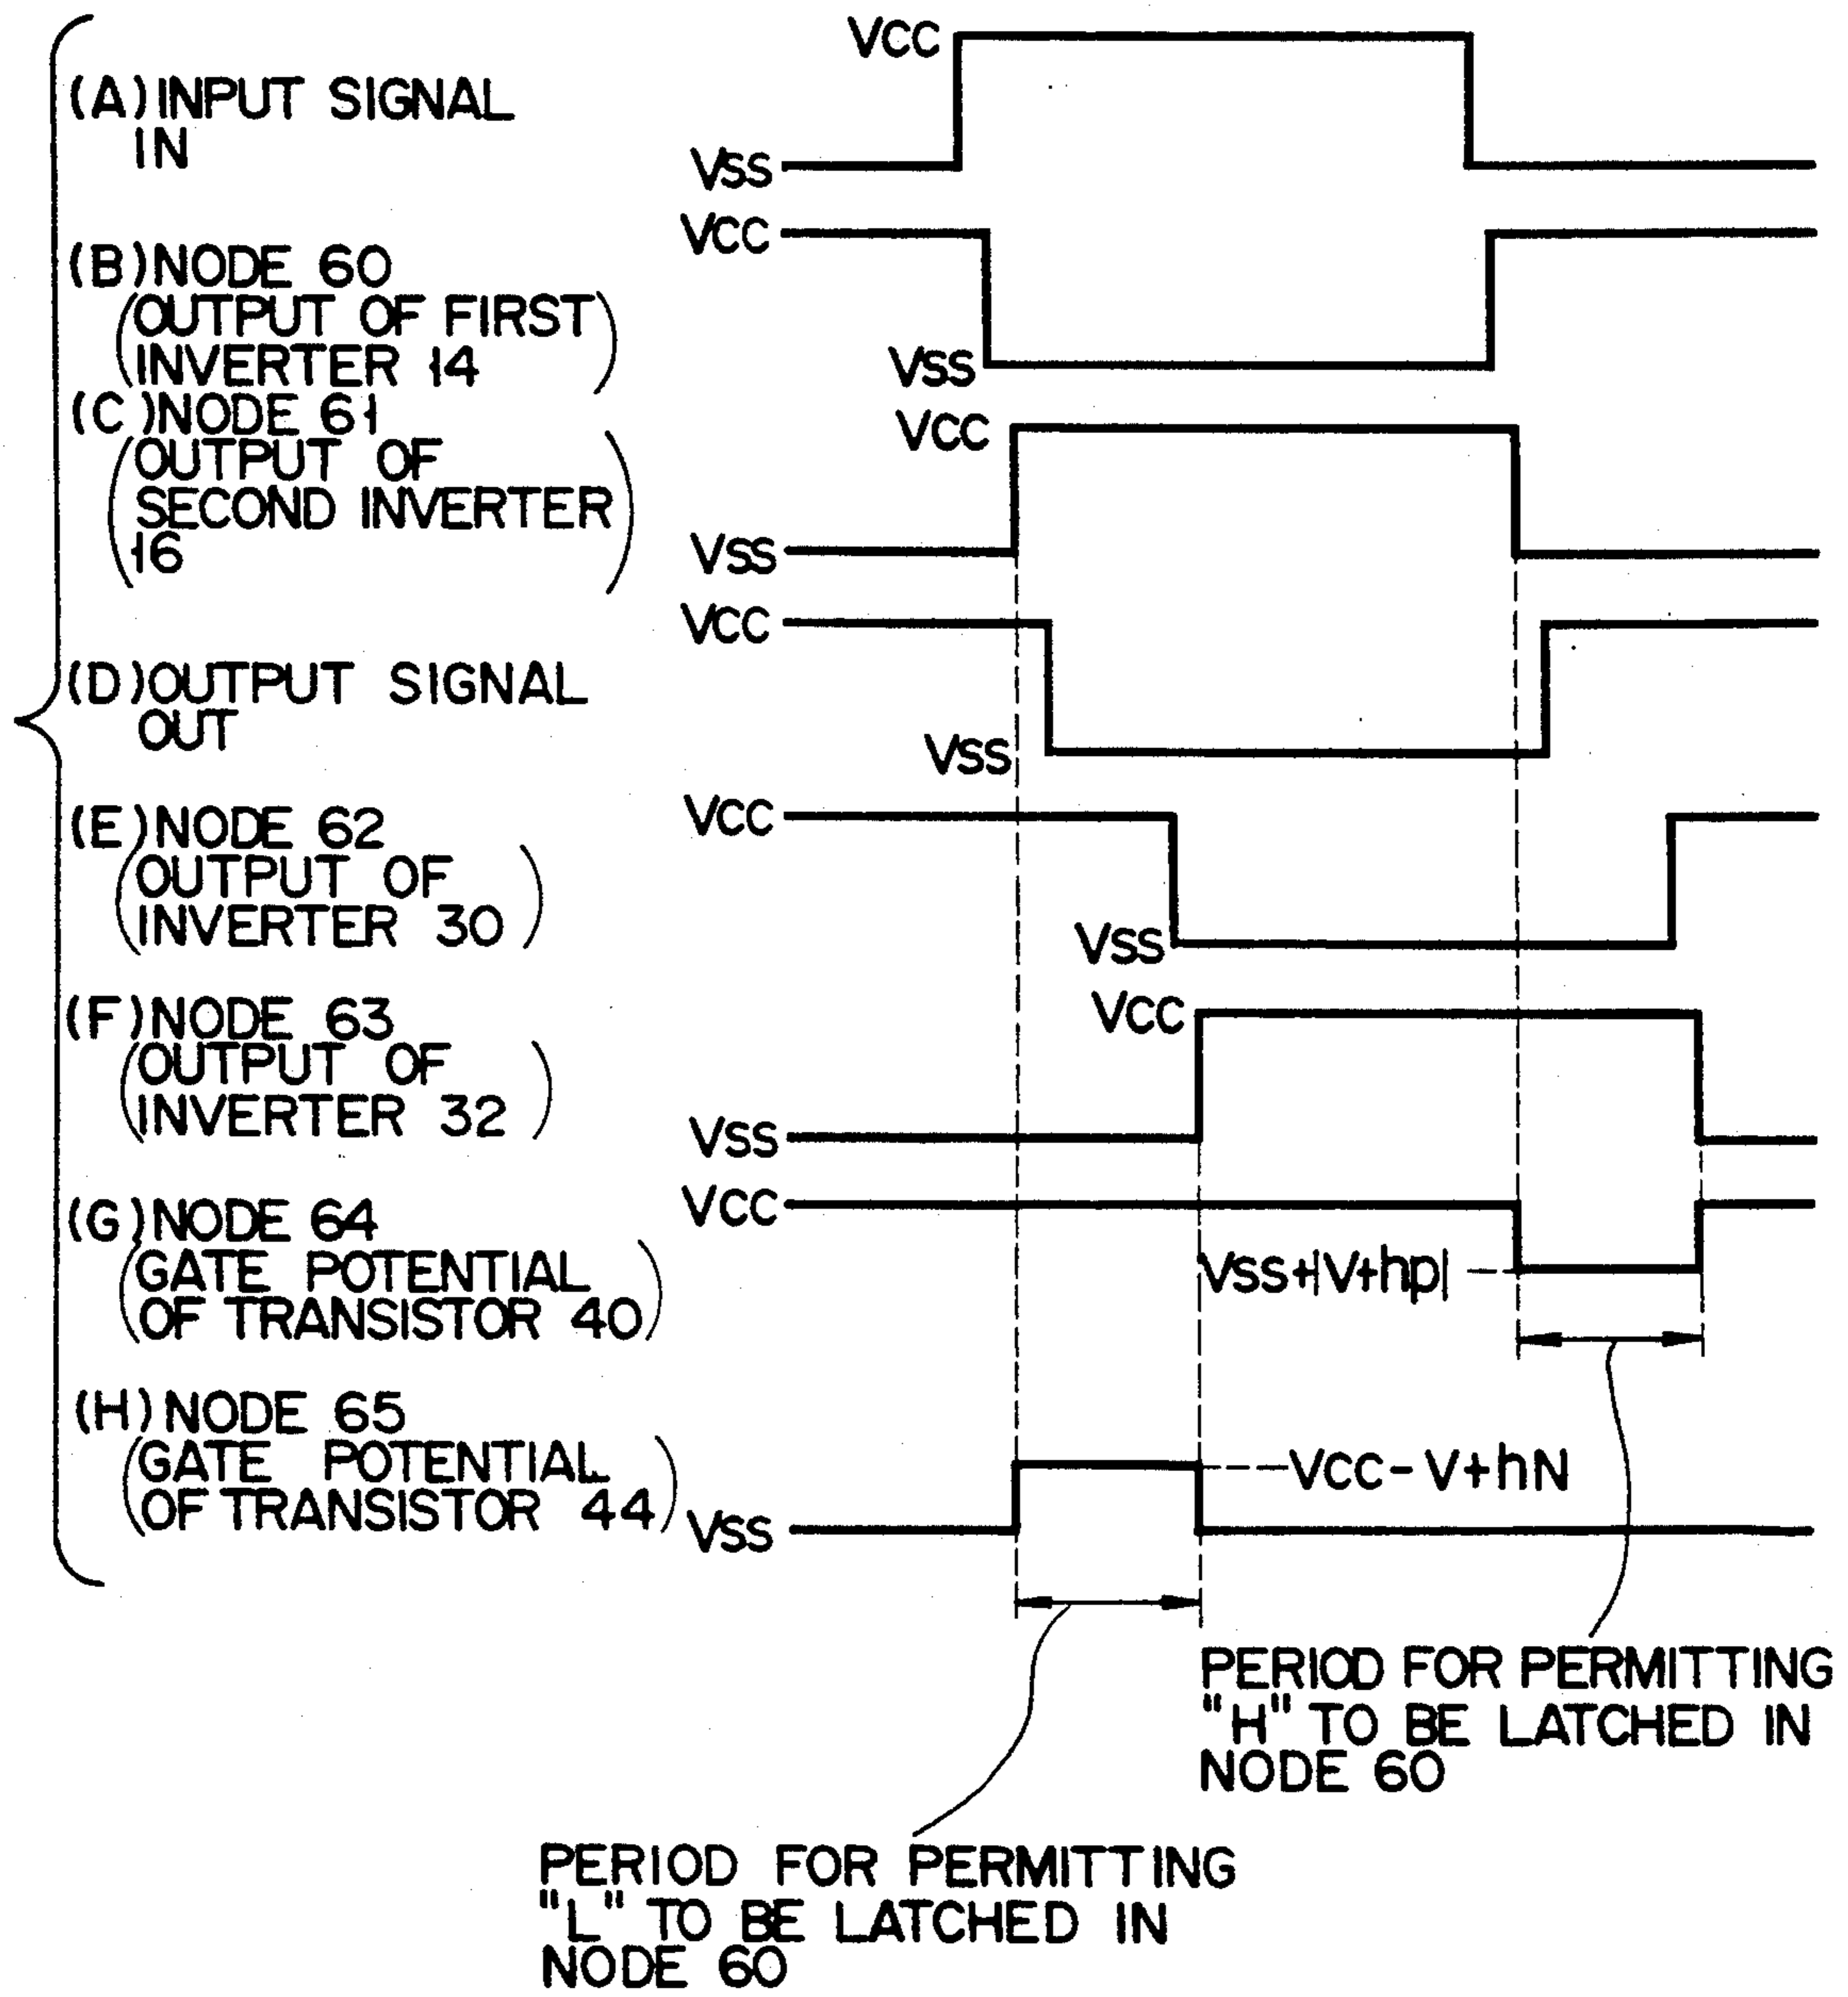 VCC
(A) INPUT SIGNAL
IN
VSS
VCC
(B) NODE 60
(OUTPUT OF FIRST
INVERTER 14)
VSS
(C) NODE 61
VCC
(OUTPUT OF
SECOND INVERTER
16)
VSS
VCC
(D) OUTPUT SIGNAL
OUT
VSS
VCC
(E) NODE 62
(OUTPUT OF
INVERTER 30)
VSS
VCC
(F) NODE 63
(OUTPUT OF
INVERTER 32)
VSS
VCC
(G) NODE 64
(GATE POTENTIAL
OF TRANSISTOR 40)
VSS+|Vthp|
(H) NODE 65
(GATE POTENTIAL
OF TRANSISTOR 44)
VCC-VthN
VSS
PERIOD FOR PERMITTING
"H" TO BE LATCHED IN
NODE 60
PERIOD FOR PERMITTING
"L" TO BE LATCHED IN
NODE 60